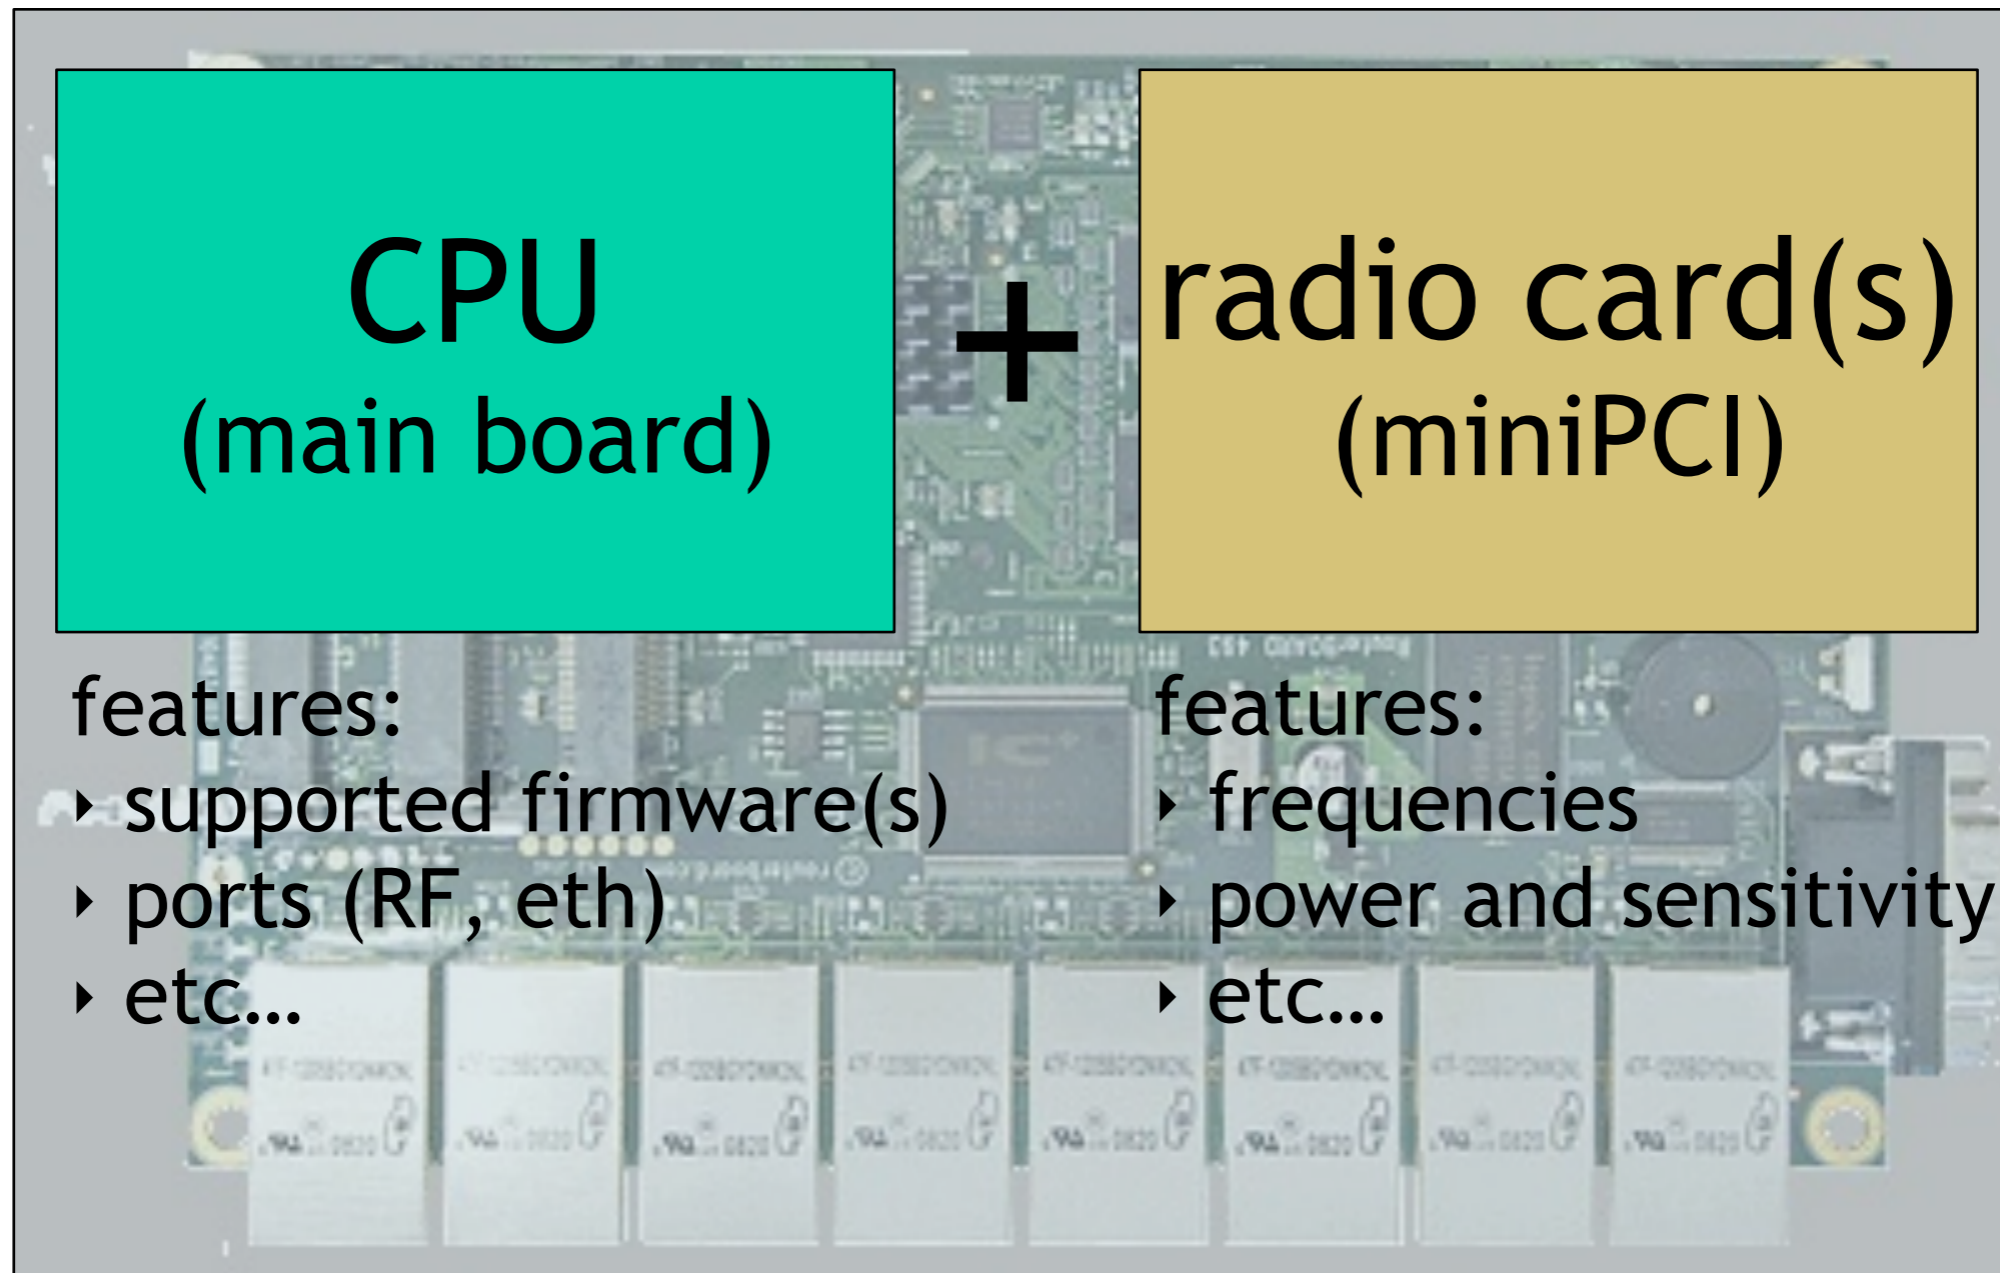 CPU
(main board)
+
radio card(s)
(miniPCI)
features:
‣ supported firmware(s)
‣ ports (RF, eth)
‣ etc…
features:
‣ frequencies
‣ power and sensitivity
‣ etc…